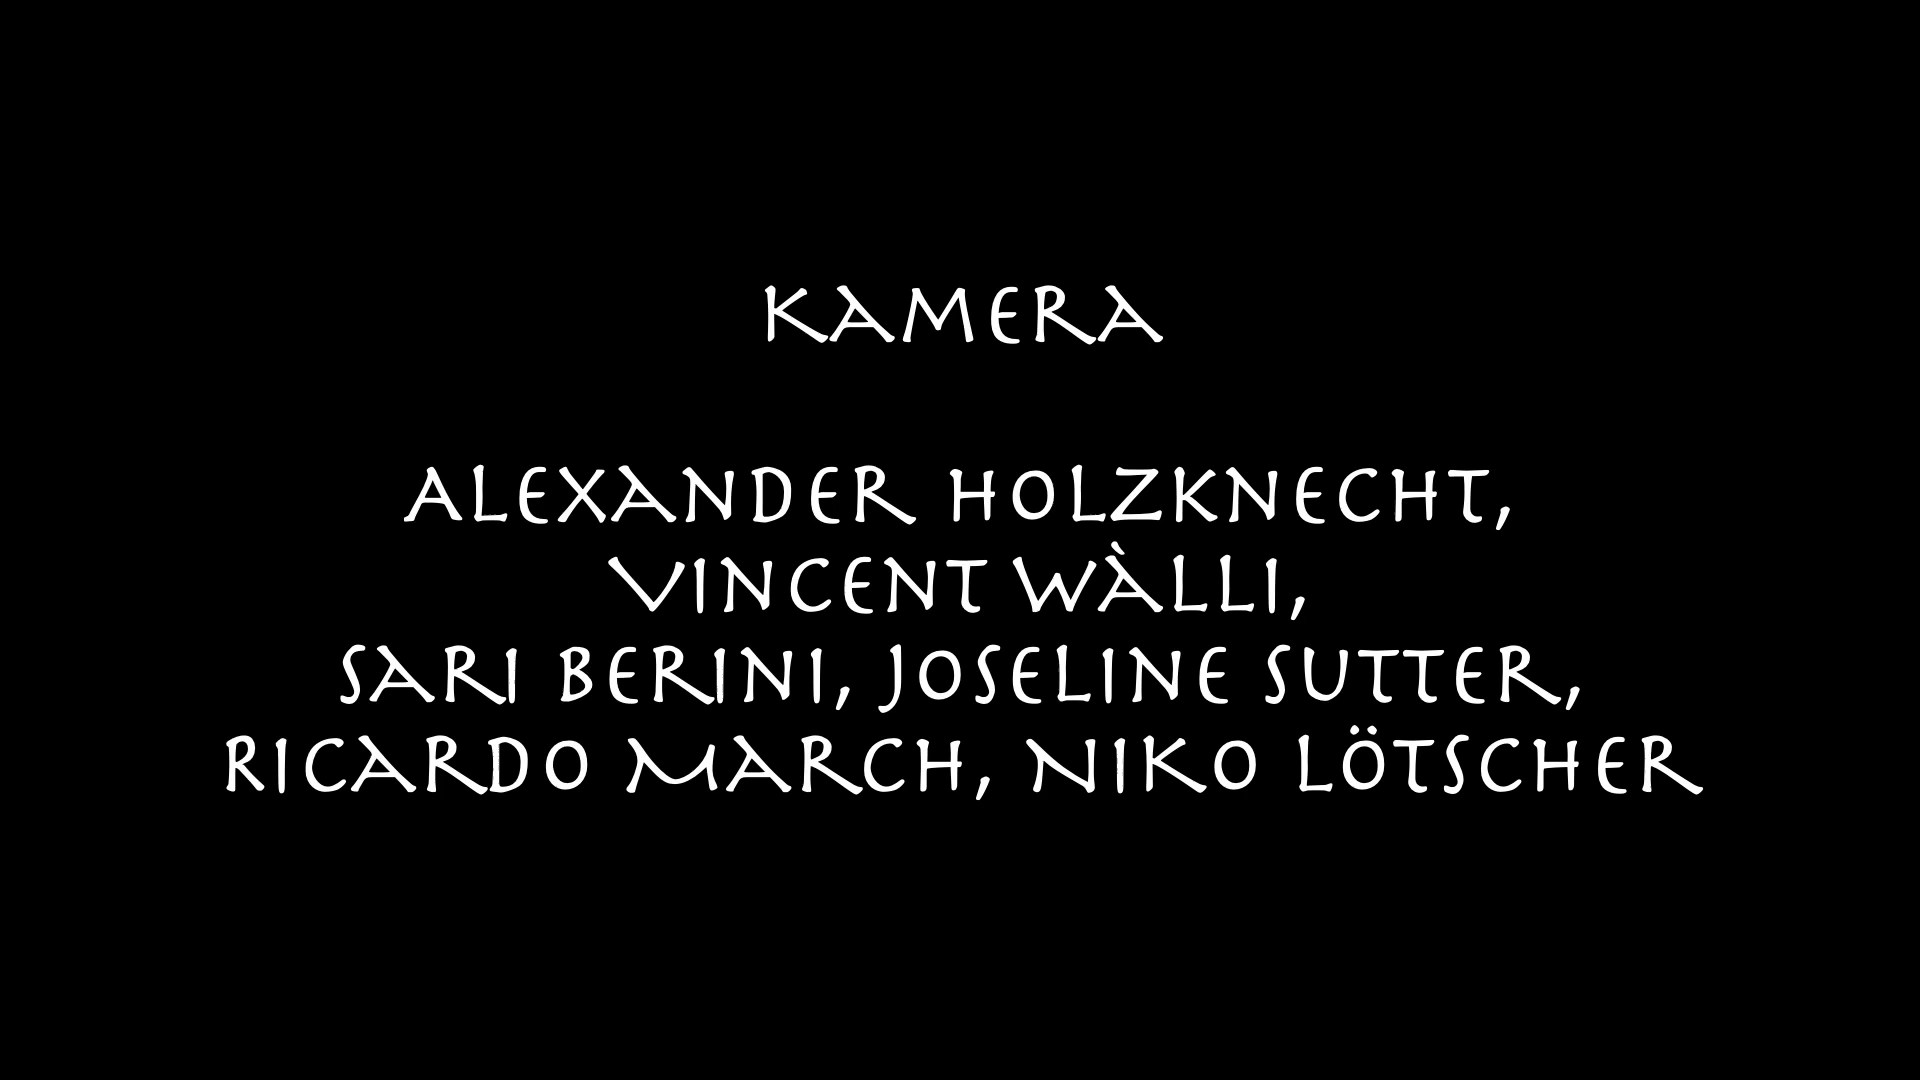 Kamera
Alexander Holzknecht,
Vincent Wàlli,
Sari Berini, Joseline Sutter,
Ricardo March, Niko Lötscher